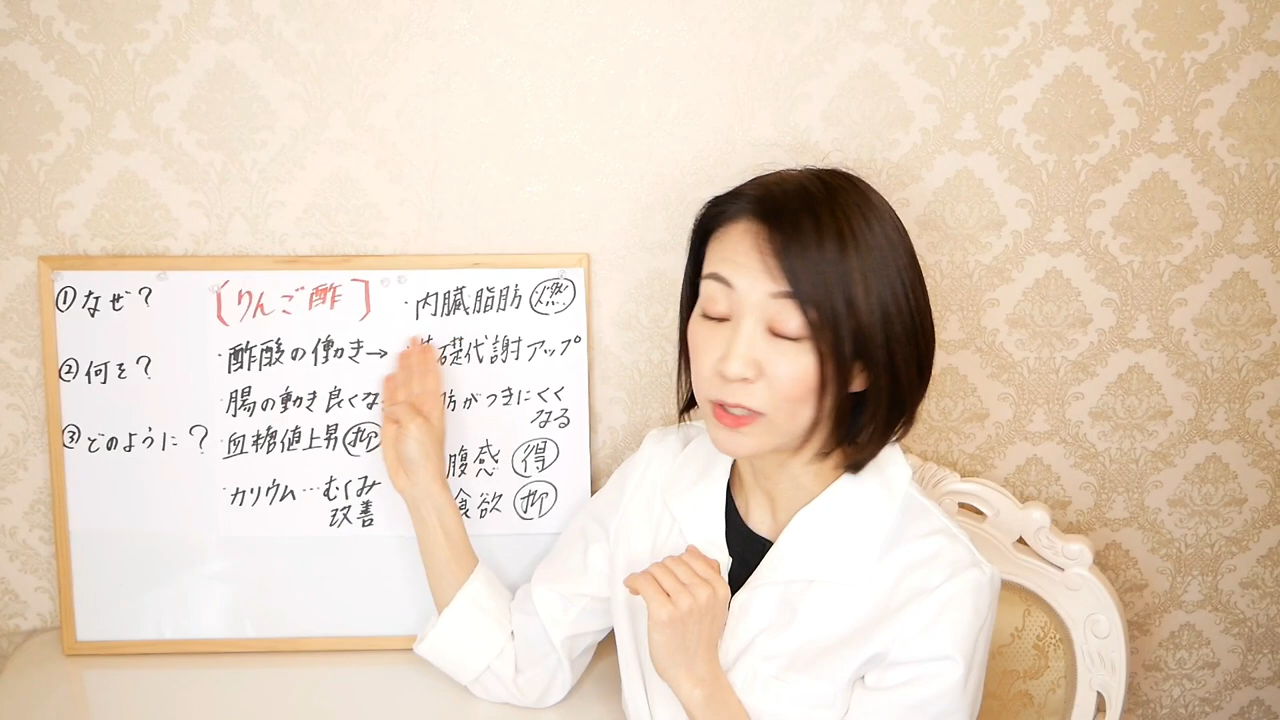 ①なぜ?
②何を?
③どのように?
〔りんご酢〕
・酢酸の働き→
・腸の動き良くな
・血糖値上昇抑
・カリウム…むくみ
改善
・内臓脂肪燃
礎代謝アップ
肪がつきにくく
なる
腹感得
食欲抑